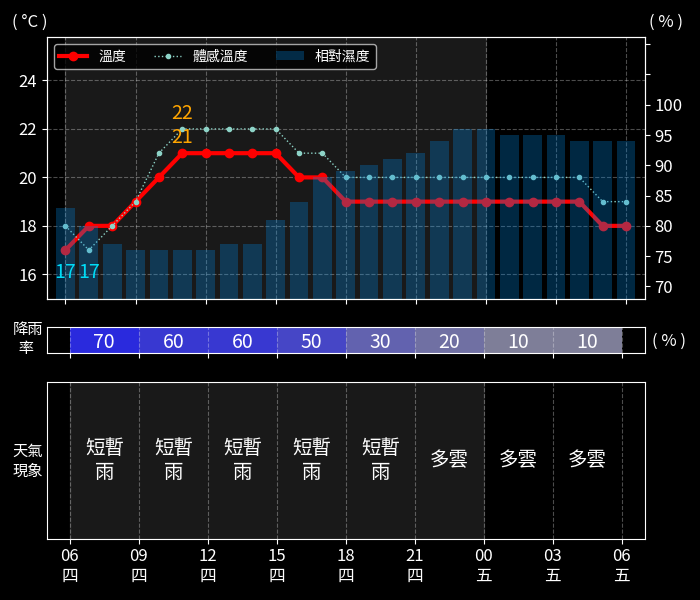 ( °C )
( % )
溫度
體感溫度
相對濕度
24
22
20
18
16
100
95
90
85
80
75
70
22
21
17
17
降雨
率
70
60
60
50
30
20
10
10
( % )
天氣
現象
短暫
雨
短暫
雨
短暫
雨
短暫
雨
短暫
雨
多雲
多雲
多雲
06
四
09
四
12
四
15
四
18
四
21
四
00
五
03
五
06
五